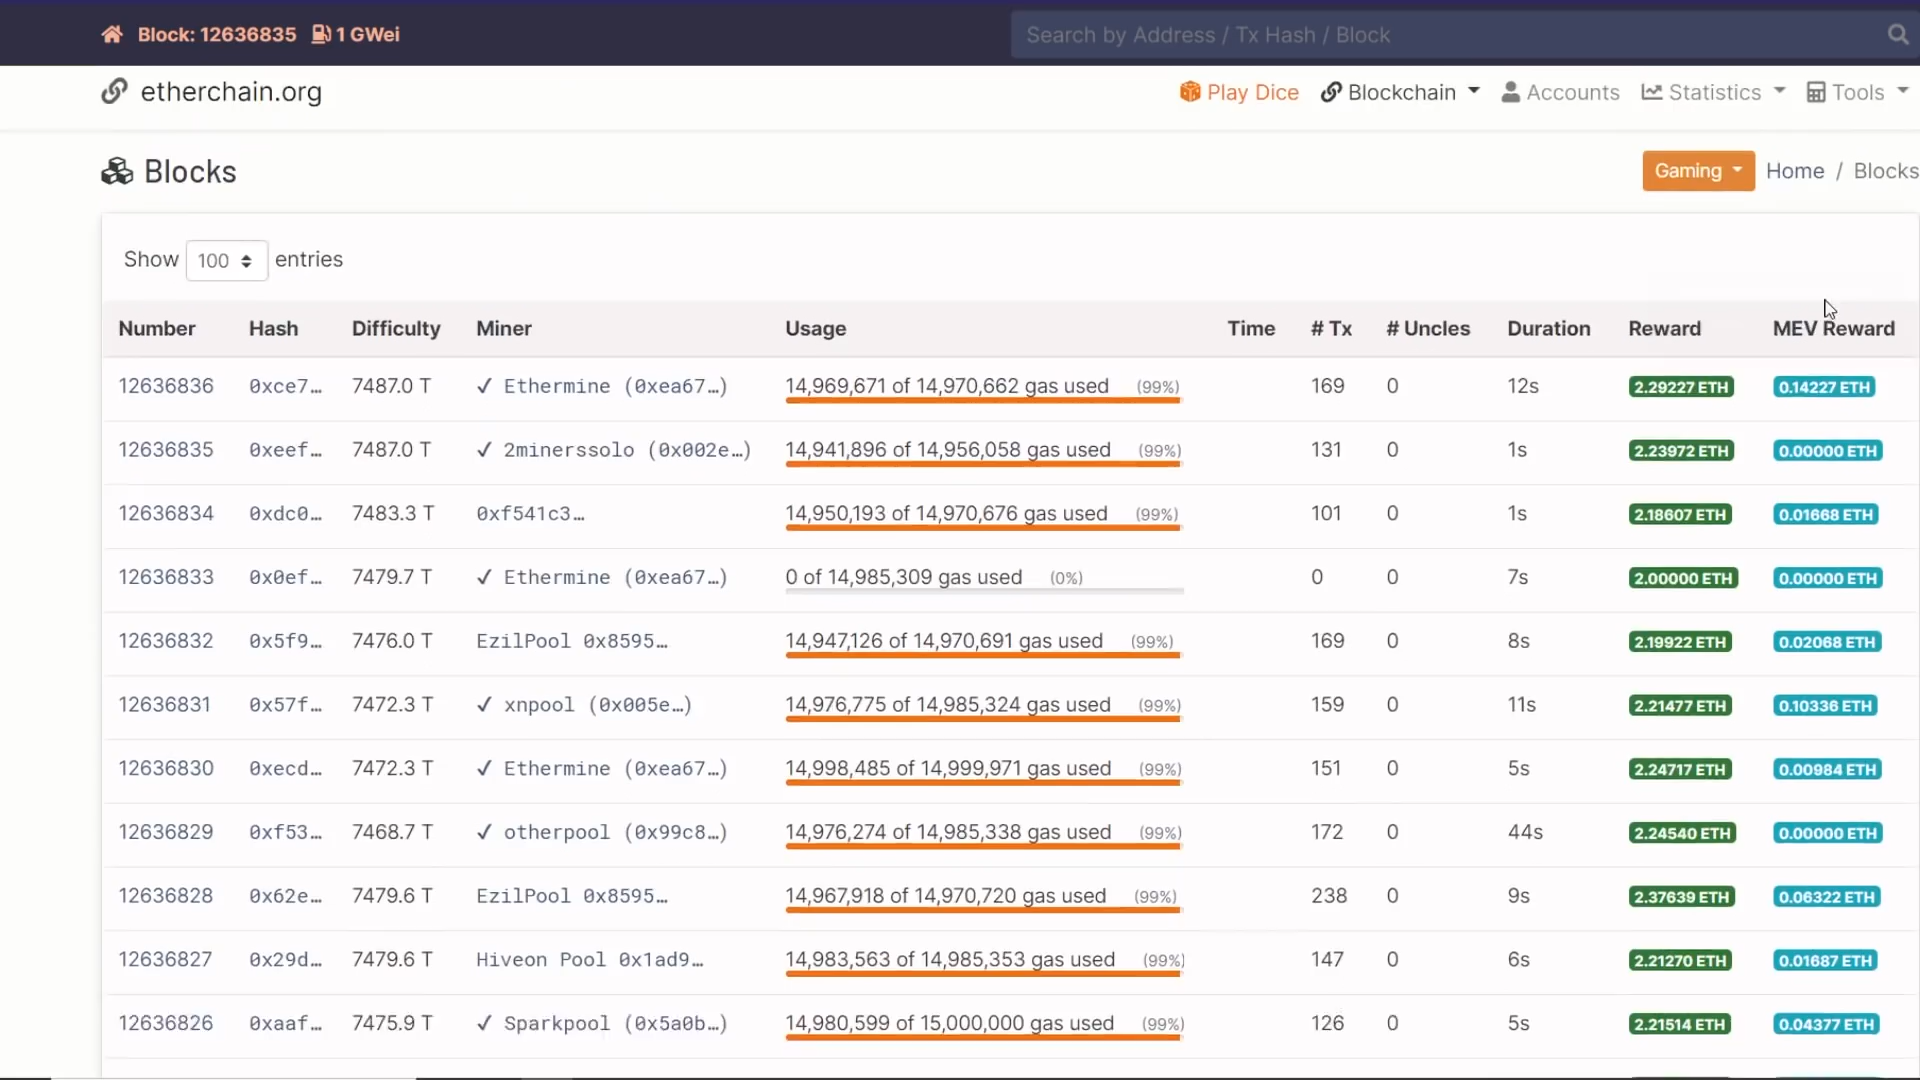 Block: 12636835 1 GWei Search by Address / Tx Hash / Block
etherchain.org Play Dice Blockchain Accounts Statistics Tools
Blocks Gaming Home / Blocks
Show 100 entries
Number Hash Difficulty Miner Usage Time # Tx # Uncles Duration Reward MEV Reward
12636836 0xce7… 7487.0 T ✓ Ethermine (0xea67…) 14,969,671 of 14,970,662 gas used (99%) 169 0 12s 2.29227 ETH 0.14227 ETH
12636835 0xeef… 7487.0 T ✓ 2minerssolo (0x002e…) 14,941,896 of 14,956,058 gas used (99%) 131 0 1s 2.23972 ETH 0.00000 ETH
12636834 0xdc0… 7483.3 T 0xf541c3… 14,950,193 of 14,970,676 gas used (99%) 101 0 1s 2.18607 ETH 0.01668 ETH
12636833 0x0ef… 7479.7 T ✓ Ethermine (0xea67…) 0 of 14,985,309 gas used (0%) 0 0 7s 2.00000 ETH 0.00000 ETH
12636832 0x5f9… 7476.0 T EzilPool 0x8595… 14,947,126 of 14,970,691 gas used (99%) 169 0 8s 2.19922 ETH 0.02068 ETH
12636831 0x57f… 7472.3 T ✓ xnpool (0x005e…) 14,976,775 of 14,985,324 gas used (99%) 159 0 11s 2.21477 ETH 0.10336 ETH
12636830 0xecd… 7472.3 T ✓ Ethermine (0xea67…) 14,998,485 of 14,999,971 gas used (99%) 151 0 5s 2.24717 ETH 0.00984 ETH
12636829 0xf53… 7468.7 T ✓ otherpool (0x99c8…) 14,976,274 of 14,985,338 gas used (99%) 172 0 44s 2.24540 ETH 0.00000 ETH
12636828 0x62e… 7479.6 T EzilPool 0x8595… 14,967,918 of 14,970,720 gas used (99%) 238 0 9s 2.37639 ETH 0.06322 ETH
12636827 0x29d… 7479.6 T Hiveon Pool 0x1ad9… 14,983,563 of 14,985,353 gas used (99%) 147 0 6s 2.21270 ETH 0.01687 ETH
12636826 0xaaf… 7475.9 T ✓ Sparkpool (0x5a0b…) 14,980,599 of 15,000,000 gas used (99%) 126 0 5s 2.21514 ETH 0.04377 ETH